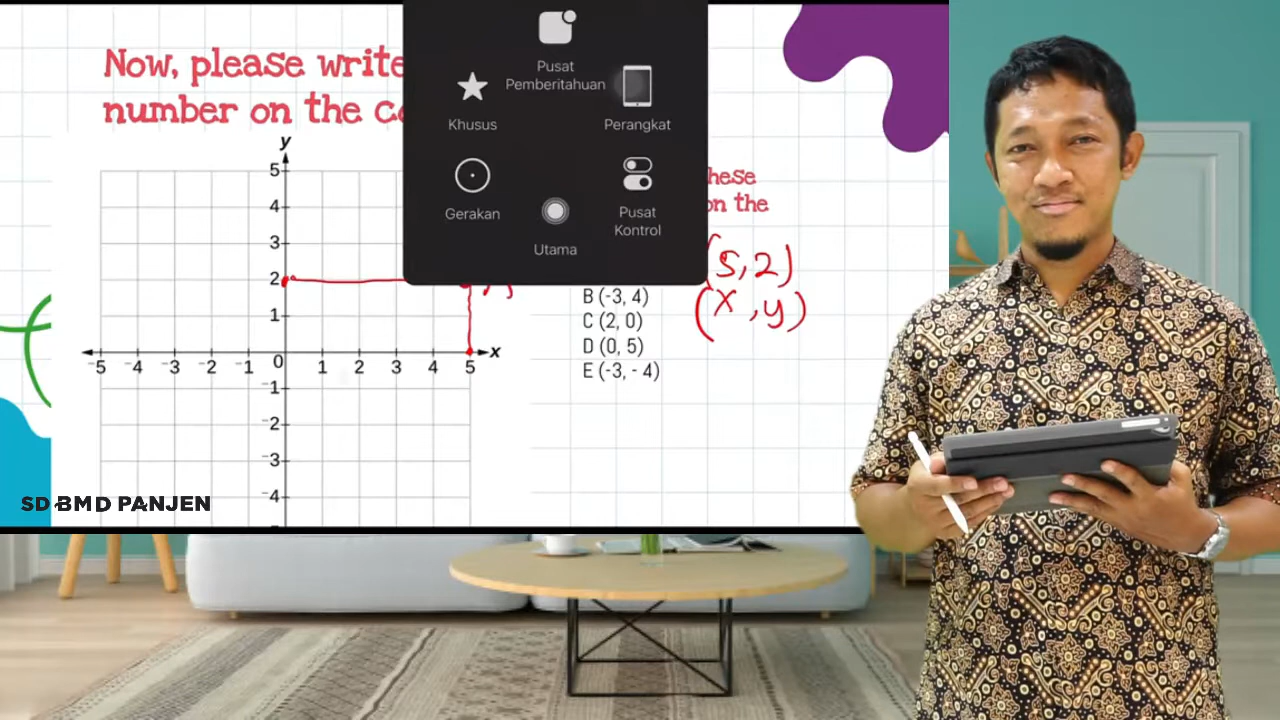 Now, please write
number on the
Pusat
Pemberitahuan
Khusus
Perangkat
Gerakan
Pusat
Kontrol
Utama
y
5
4
3
2
1
0
-5 -4 -3 -2 -1 1 2 3 4 5 x
-1
-2
-3
-4
hese
on the
(5,2)
(x,y)
B (-3, 4)
C (2, 0)
D (0, 5)
E (-3, - 4)
SD BMD PANJEN